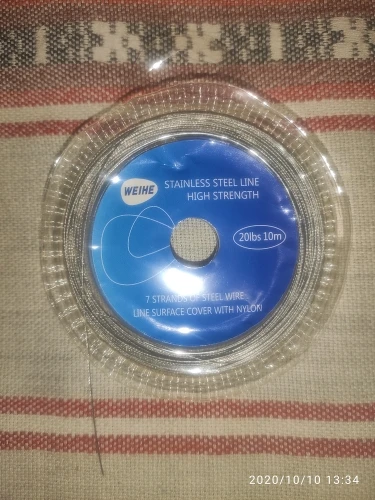 WEIHE
STAINLESS STEEL LINE
HIGH STRENGTH
20lbs 10m
7 STRANDS OF STEEL WIRE
LINE SURFACE COVER WITH NYLON
2020/10/10 13:34